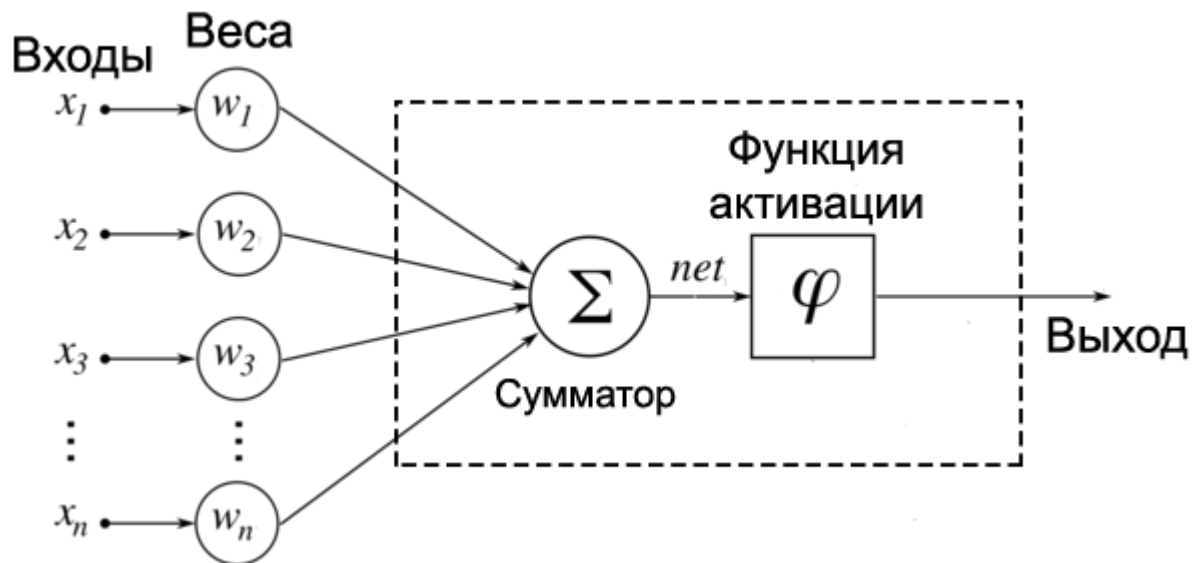 Входы
Веса
x1
w1
x2
w2
x3
w3
⋮
⋮
xn
wn
Σ
Сумматор
net
Функция
активации
φ
Выход